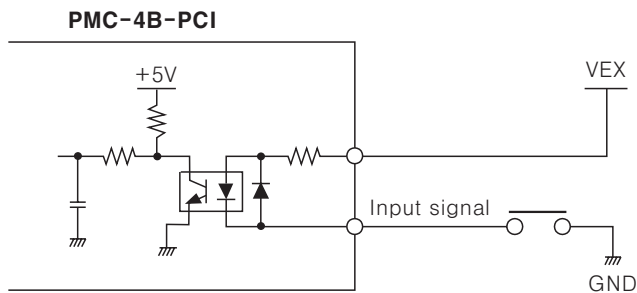 PMC-4B-PCI
+5V
VEX
Input signal
GND